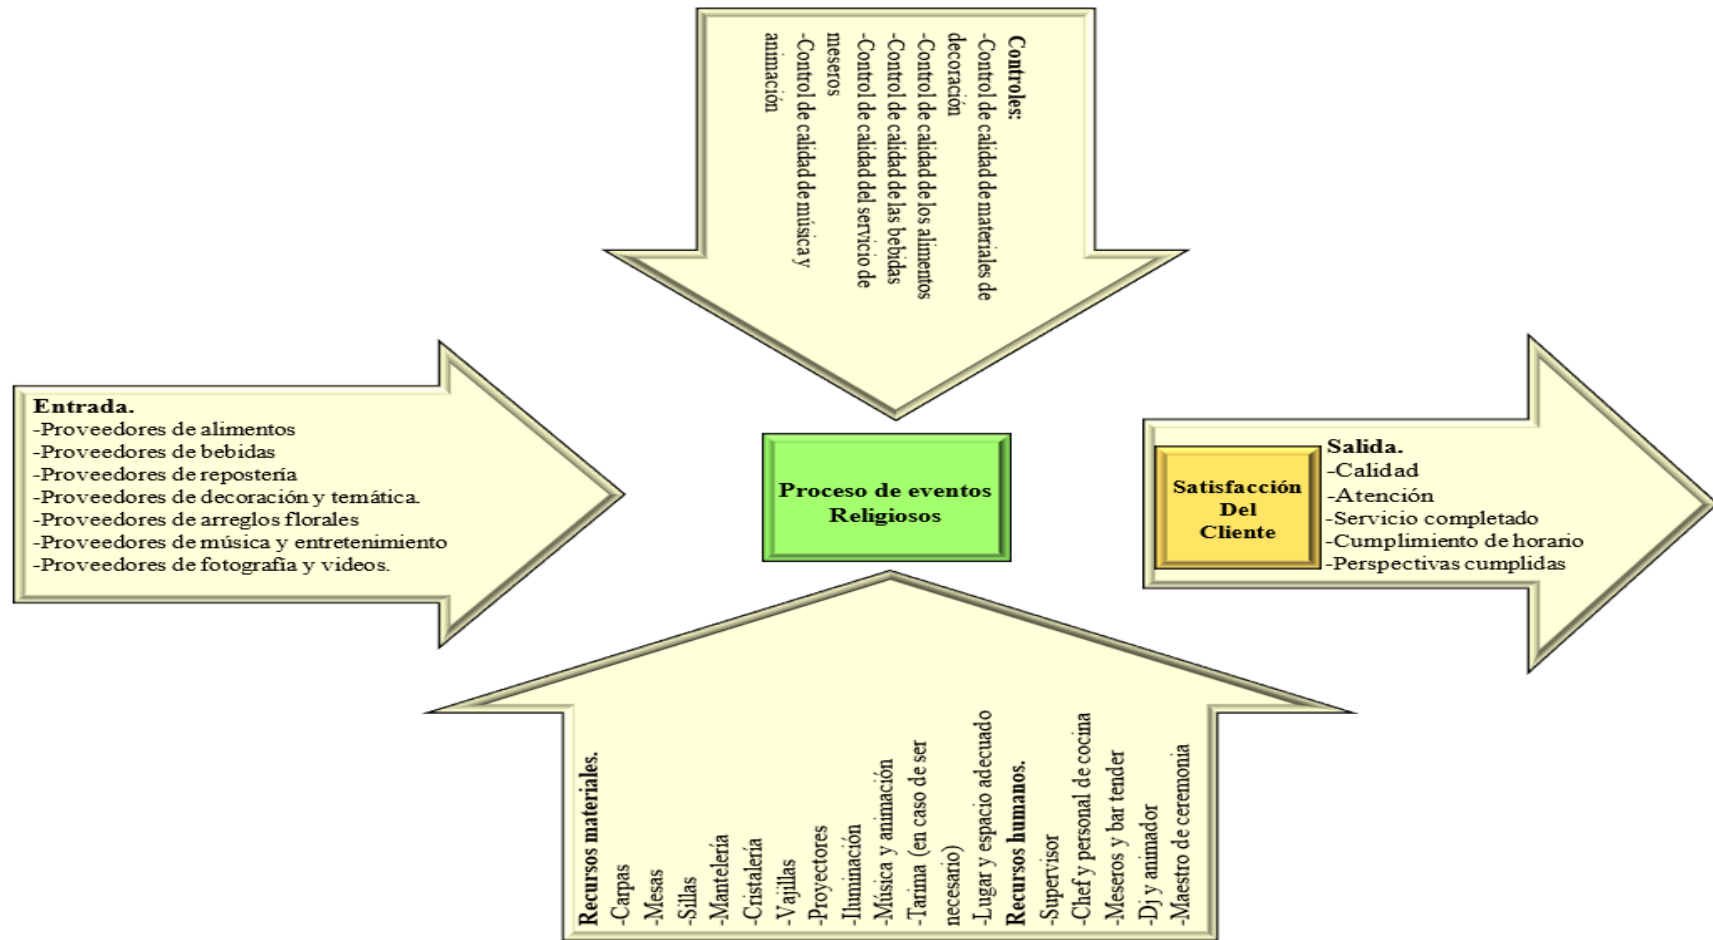 Controles:
-Control de calidad de materiales de
decoración
-Control de calidad de los alimentos
-Control de calidad de las bebidas
-Control de calidad del servicio de
meseros
-Control de calidad de música y
animación
Entrada.
-Proveedores de alimentos
-Proveedores de bebidas
-Proveedores de repostería
-Proveedores de decoración y temática.
-Proveedores de arreglos florales
-Proveedores de música y entretenimiento
-Proveedores de fotografía y videos.
Proceso de eventos
Religiosos
Satisfacción
Del
Cliente
Salida.
-Calidad
-Atención
-Servicio completado
-Cumplimiento de horario
-Perspectivas cumplidas
Recursos materiales.
-Carpas
-Mesas
-Sillas
-Mantelería
-Cristalería
-Vajillas
-Proyectores
-Iluminación
-Música y animación
-Tarima (en caso de ser
necesario)
-Lugar y espacio adecuado
Recursos humanos.
-Supervisor
-Chef y personal de cocina
-Meseros y bar tender
-Dj y animador
-Maestro de ceremonia